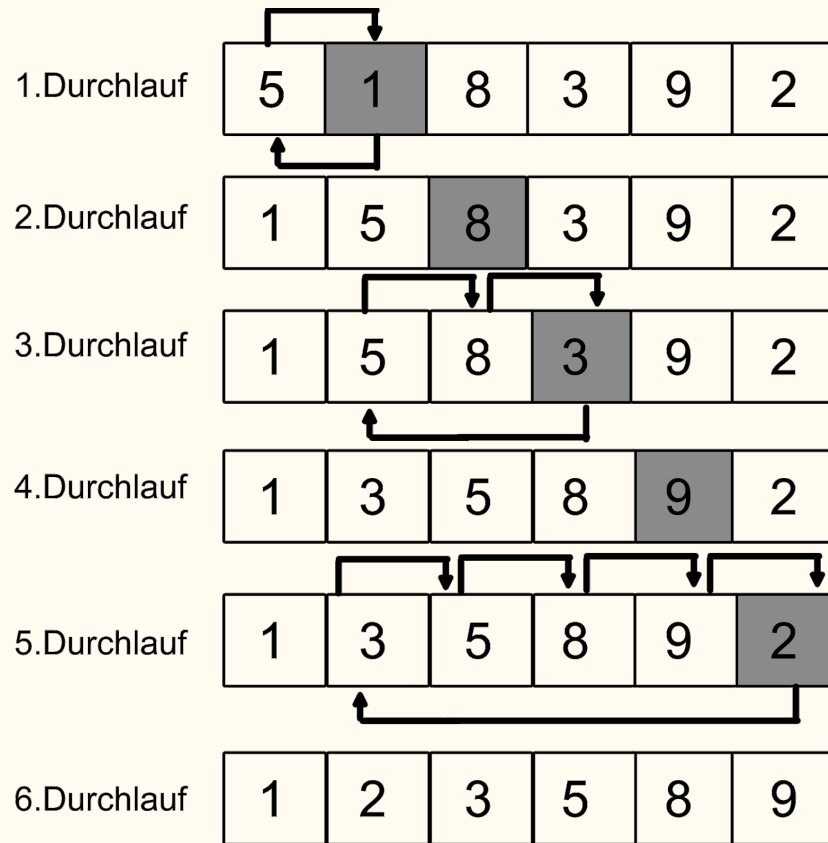 1.Durchlauf 5 1 8 3 9 2
2.Durchlauf 1 5 8 3 9 2
3.Durchlauf 1 5 8 3 9 2
4.Durchlauf 1 3 5 8 9 2
5.Durchlauf 1 3 5 8 9 2
6.Durchlauf 1 2 3 5 8 9